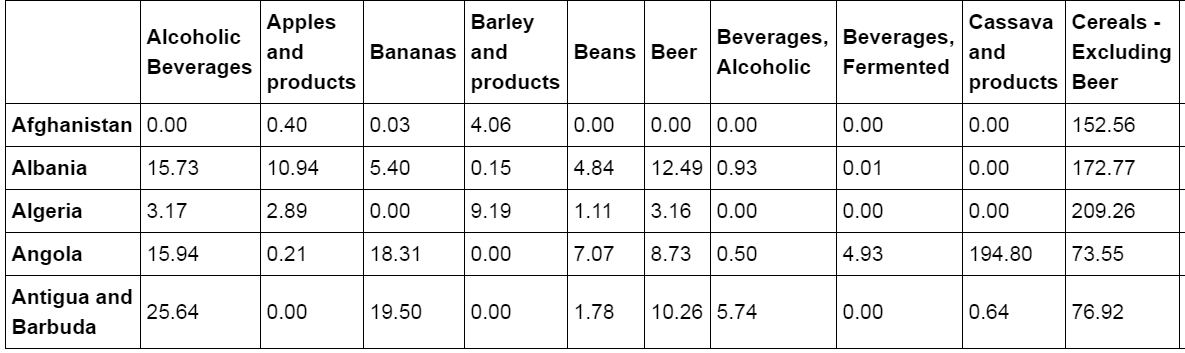 Alcoholic Beverages Apples and products Bananas Barley and products Beans Beer Beverages, Alcoholic Beverages, Fermented Cassava and products Cereals - Excluding Beer
Afghanistan 0.00 0.40 0.03 4.06 0.00 0.00 0.00 0.00 0.00 152.56
Albania 15.73 10.94 5.40 0.15 4.84 12.49 0.93 0.01 0.00 172.77
Algeria 3.17 2.89 0.00 9.19 1.11 3.16 0.00 0.00 0.00 209.26
Angola 15.94 0.21 18.31 0.00 7.07 8.73 0.50 4.93 194.80 73.55
Antigua and Barbuda 25.64 0.00 19.50 0.00 1.78 10.26 5.74 0.00 0.64 76.92